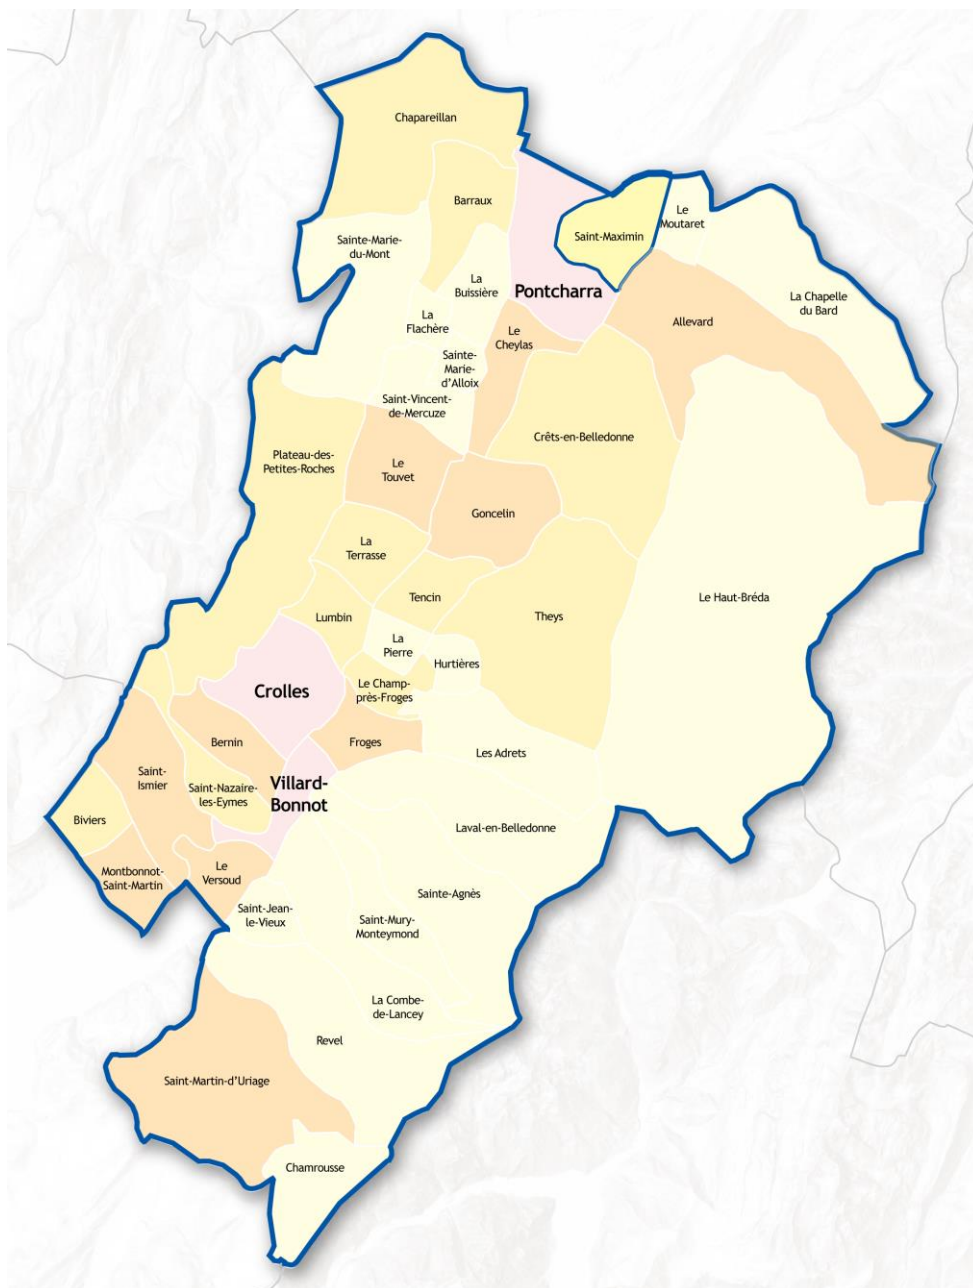 Chapareillan
Barraux
Le
Moutaret
Saint-Maximin
Sainte-Marie-
du-Mont
La
Buissière
Pontcharra
La Chapelle
du Bard
La
Flachère
Allevard
Le
Cheylas
Sainte-
Marie-
d'Alloix
Saint-Vincent-
de-Mercuze
Crêts-en-Belledonne
Plateau-des-
Petites-Roches
Le
Touvet
Goncelin
La
Terrasse
Tencin
Le Haut-Bréda
Lumbin
Theys
La
Pierre
Hurtières
Crolles
Le Champ-
près-Froges
Bernin
Froges
Les Adrets
Saint-
Ismier
Villard-
Bonnot
Saint-Nazaire-
les-Eymes
Biviers
Laval-en-Belledonne
Montbonnot-
Saint-Martin
Le
Versoud
Sainte-Agnès
Saint-Jean-
le-Vieux
Saint-Mury-
Monteymond
La Combe-
de-Lancey
Revel
Saint-Martin-d'Uriage
Chamrousse